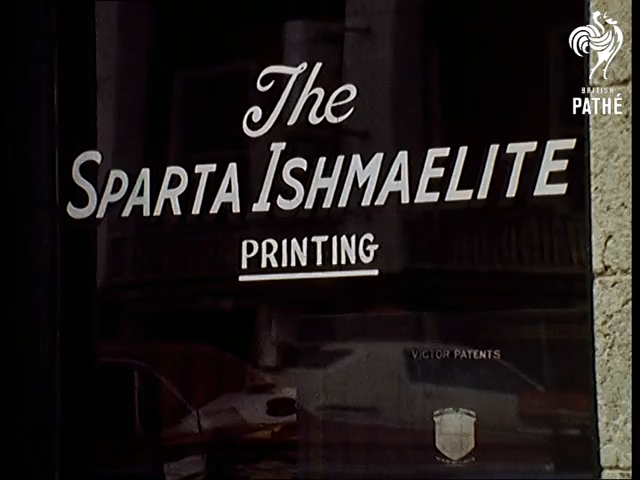 The
SPARTA ISHMAELITE
PRINTING
VICTOR PATENTS
BRITISH
PATHÉ